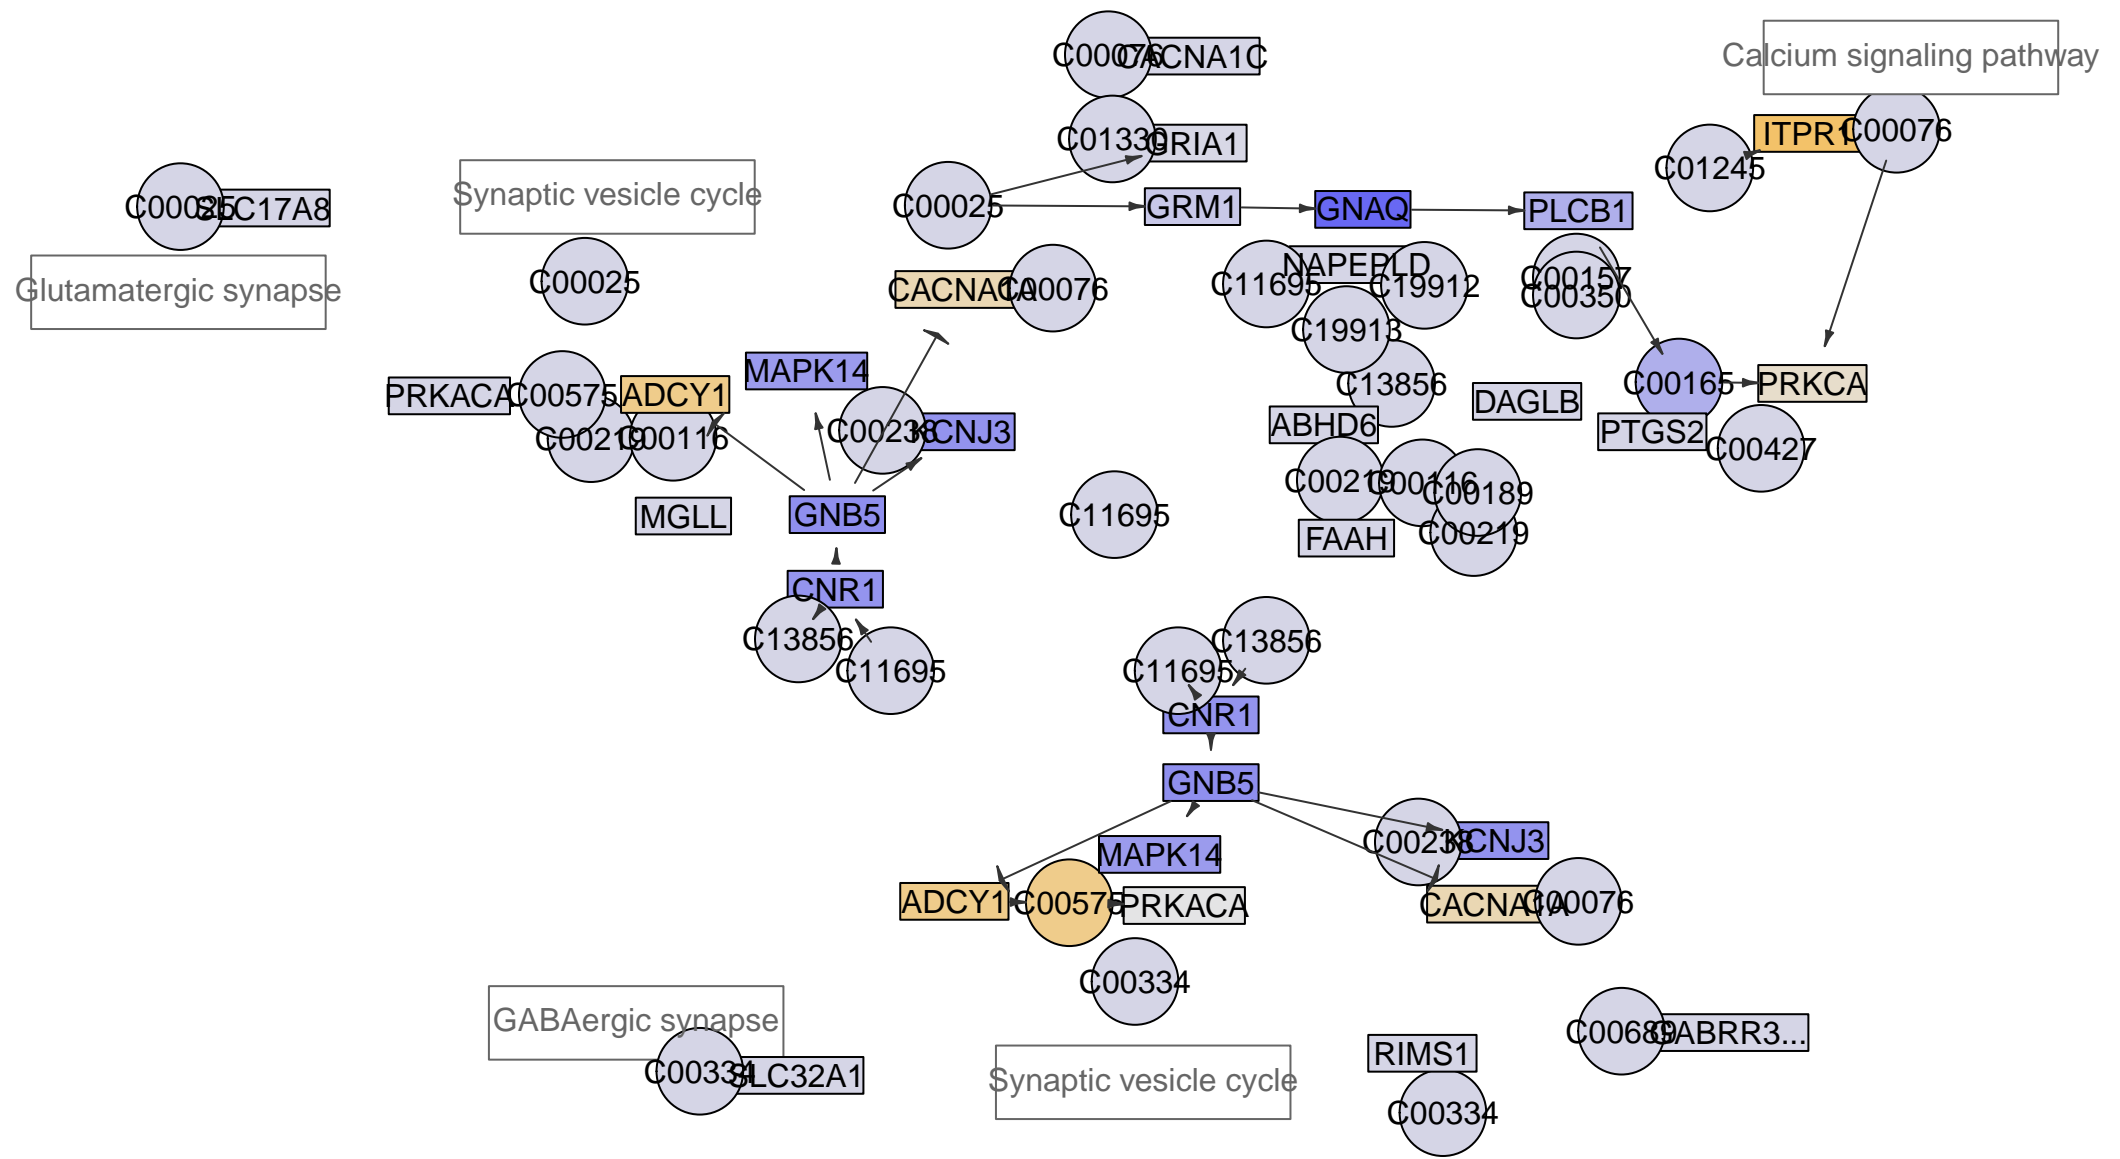 C00076
CACNA1C
Calcium signaling pathway
C01330
GRIA1
ITPR1
C00076
C01245
C00025
SLC17A8
Synaptic vesicle cycle
C00025
GRM1
GNAQ
PLCB1
Glutamatergic synapse
C00025
CACNA1A
C00076
C11695
NAPEPLD
C19912
C00157
C00350
C19913
MAPK14
C13856
C00165
PRKCA
PRKACA
C00575
ADCY1
DAGLB
C00219
C00116
C00238
KCNJ3
ABHD6
PTGS2
C00427
C00219
C00116
C00189
MGLL
GNB5
C11695
FAAH
C00219
CNR1
C13856
C11695
C11695
C13856
CNR1
GNB5
MAPK14
C00238
KCNJ3
ADCY1
C00575
PRKACA
CACNA1A
C00076
C00334
GABAergic synapse
C00689
GABRR3...
C00334
SLC32A1
Synaptic vesicle cycle
RIMS1
C00334